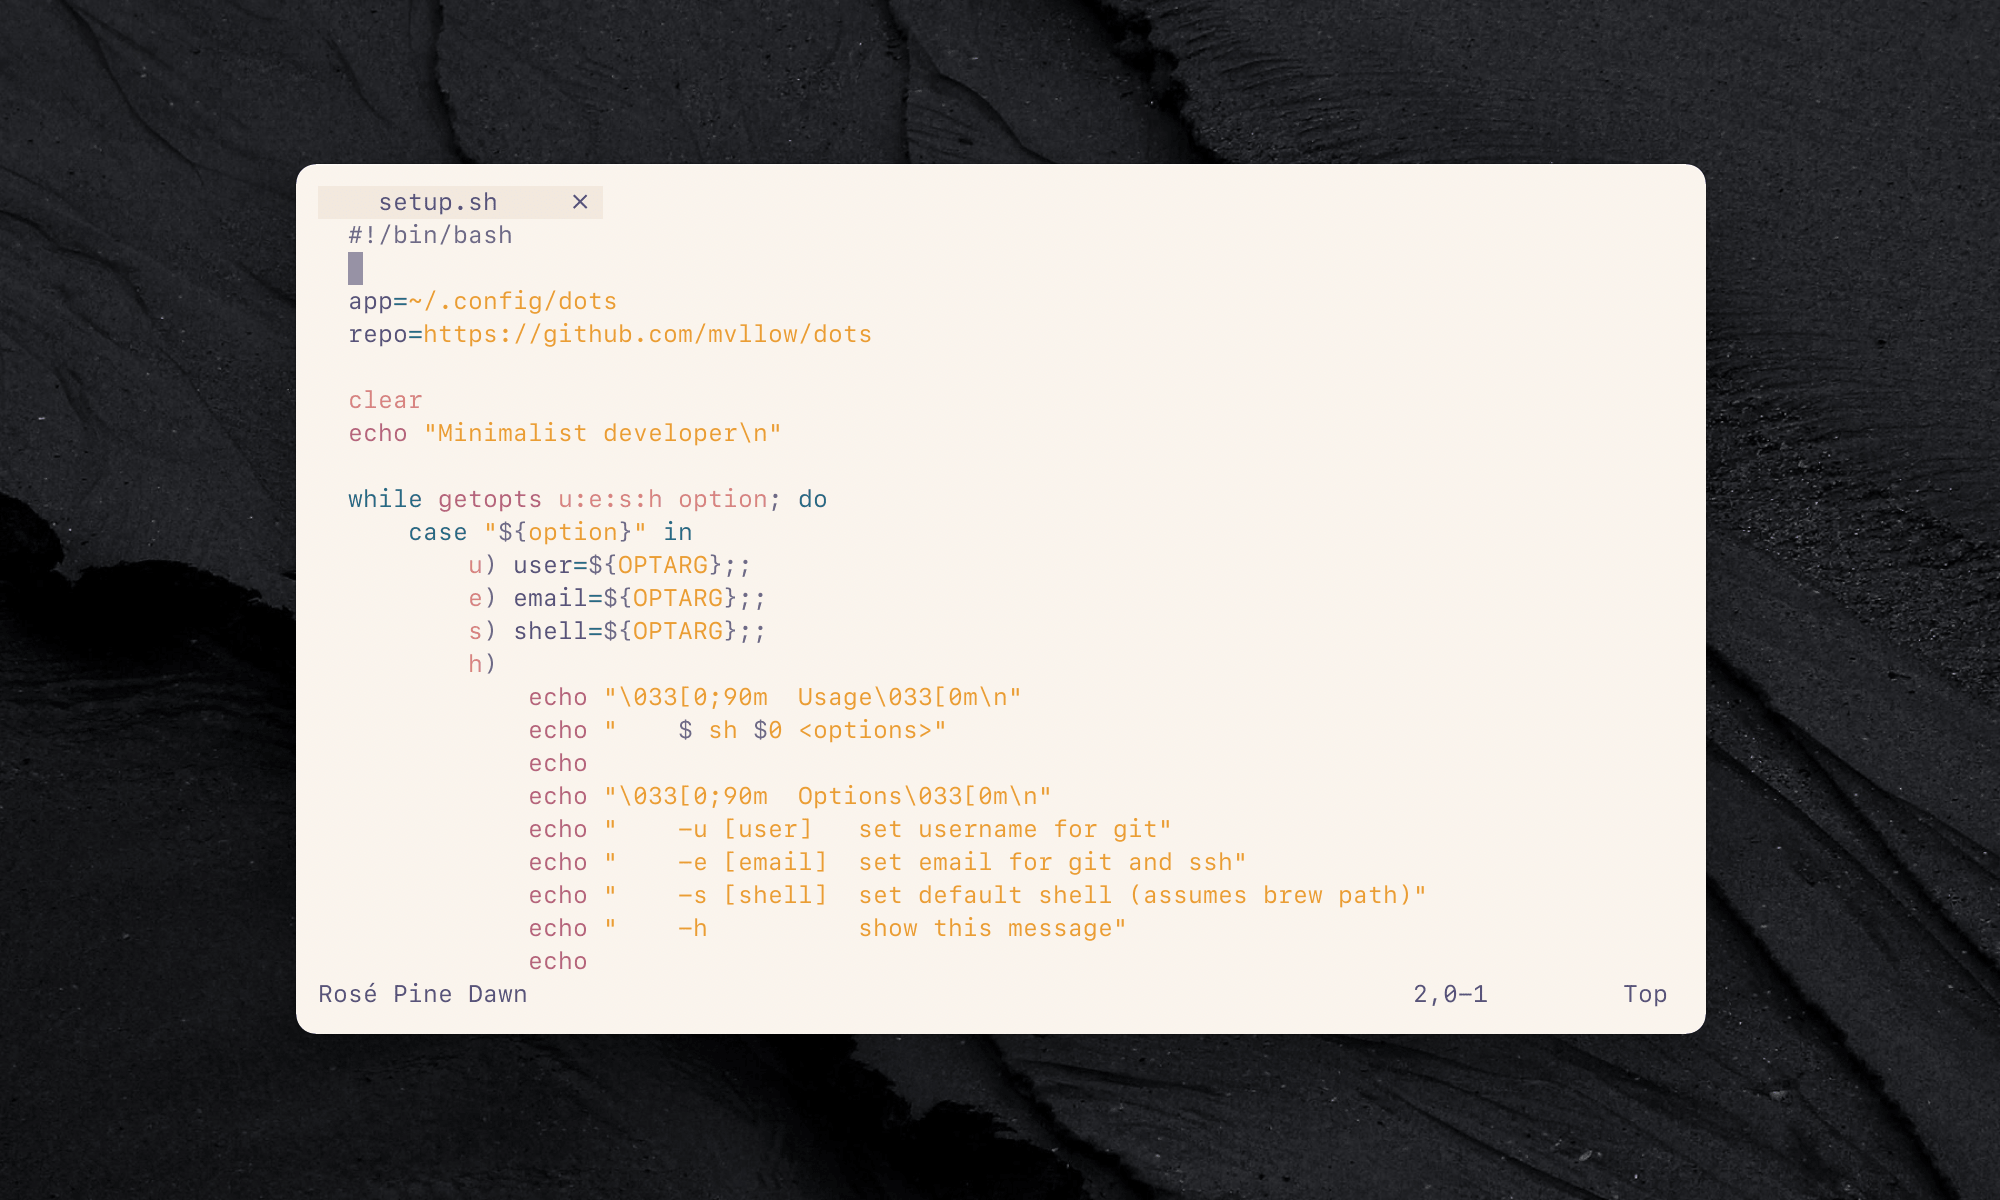 setup.sh ×
#!/bin/bash
app=~/.config/dots
repo=https://github.com/mvllow/dots
clear
echo "Minimalist developer\n"
while getopts u:e:s:h option; do
    case "${option}" in
        u) user=${OPTARG};;
        e) email=${OPTARG};;
        s) shell=${OPTARG};;
        h)
            echo "\033[0;90m  Usage\033[0m\n"
            echo "    $ sh $0 <options>"
            echo
            echo "\033[0;90m  Options\033[0m\n"
            echo "    -u [user]   set username for git"
            echo "    -e [email]  set email for git and ssh"
            echo "    -s [shell]  set default shell (assumes brew path)"
            echo "    -h          show this message"
            echo
Rosé Pine Dawn 2,0-1 Top